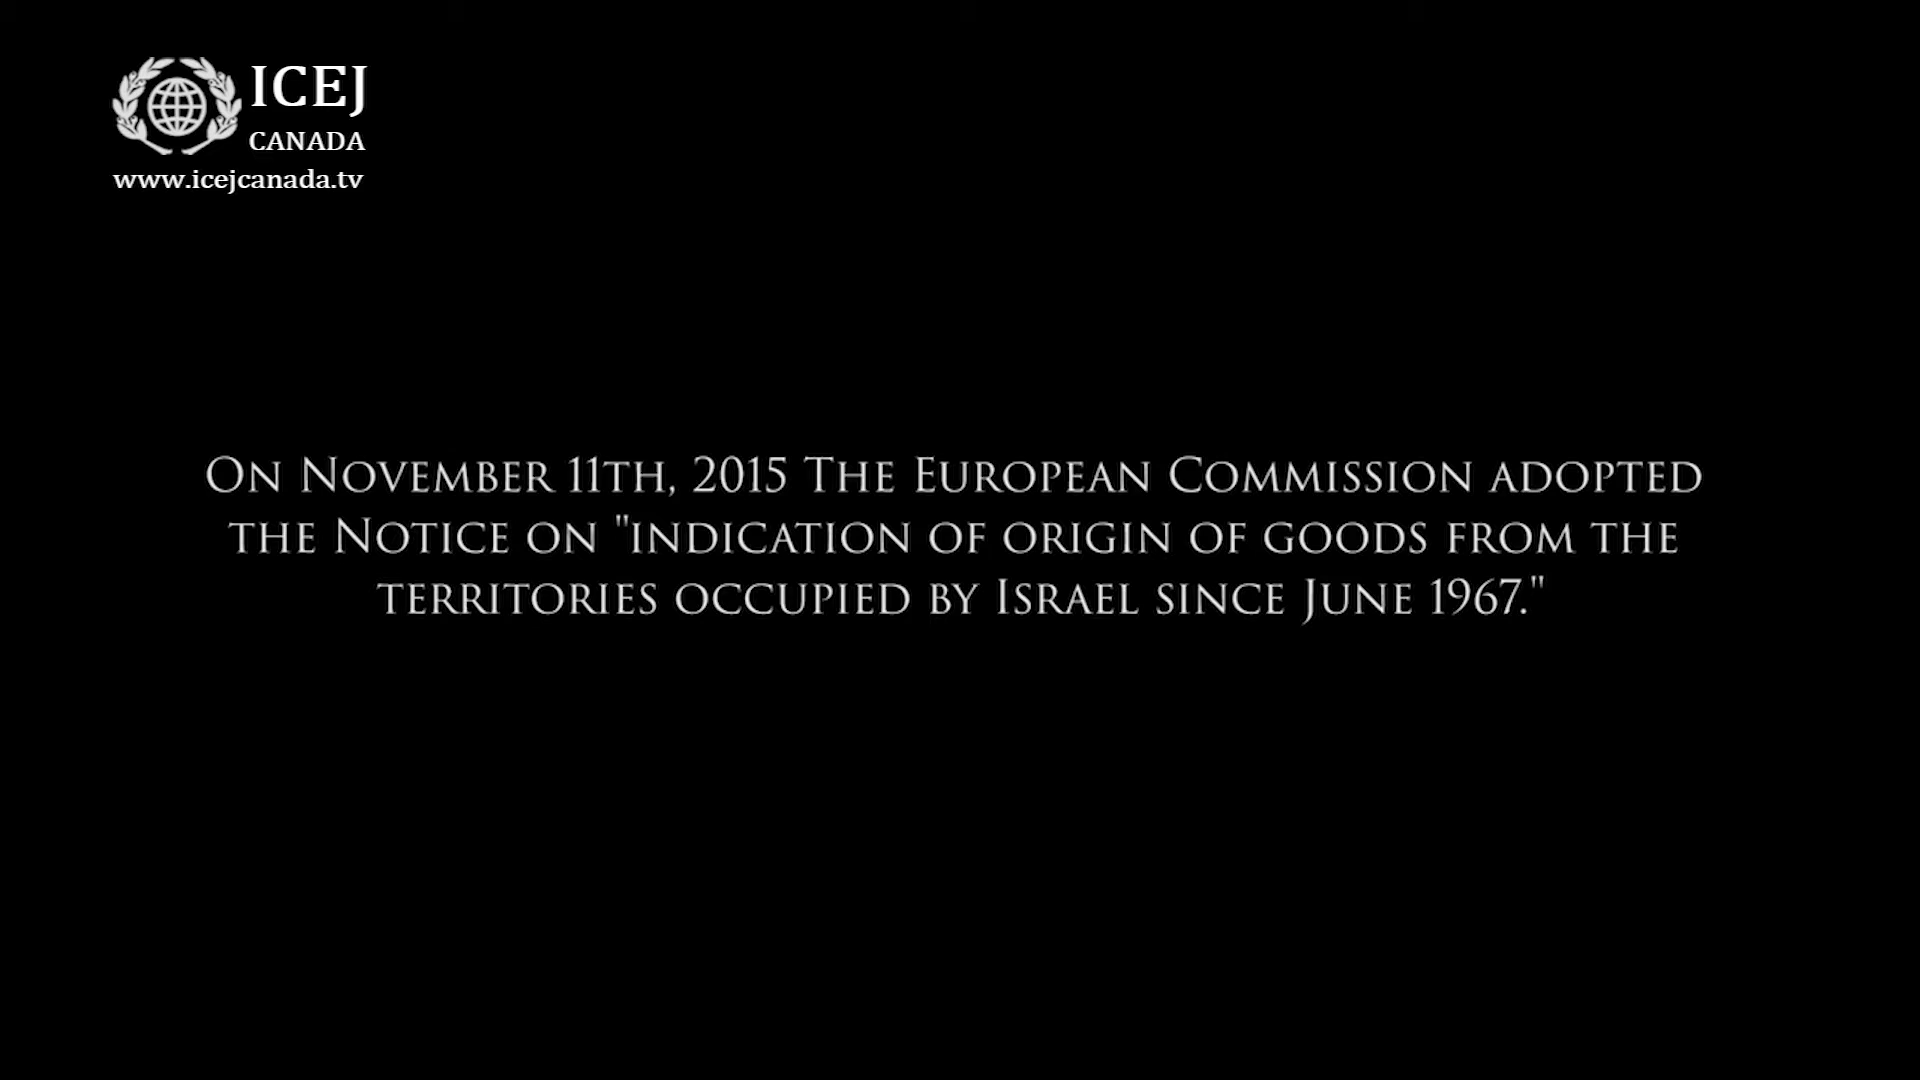 ICEJ
CANADA
www.icejcanada.tv
On November 11th, 2015 The European Commission adopted
the Notice on "indication of origin of goods from the
territories occupied by Israel since June 1967."